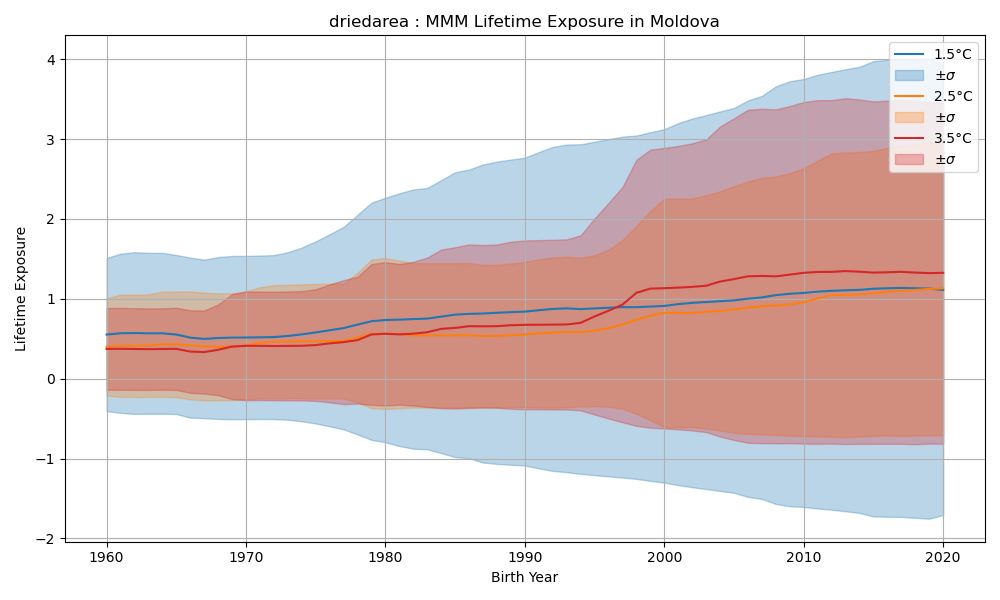 driedarea : MMM Lifetime Exposure in Moldova
4
3
2
1
0
−1
−2
Lifetime Exposure
1960
1970
1980
1990
2000
2010
2020
Birth Year
1.5°C
±σ
2.5°C
±σ
3.5°C
±σ